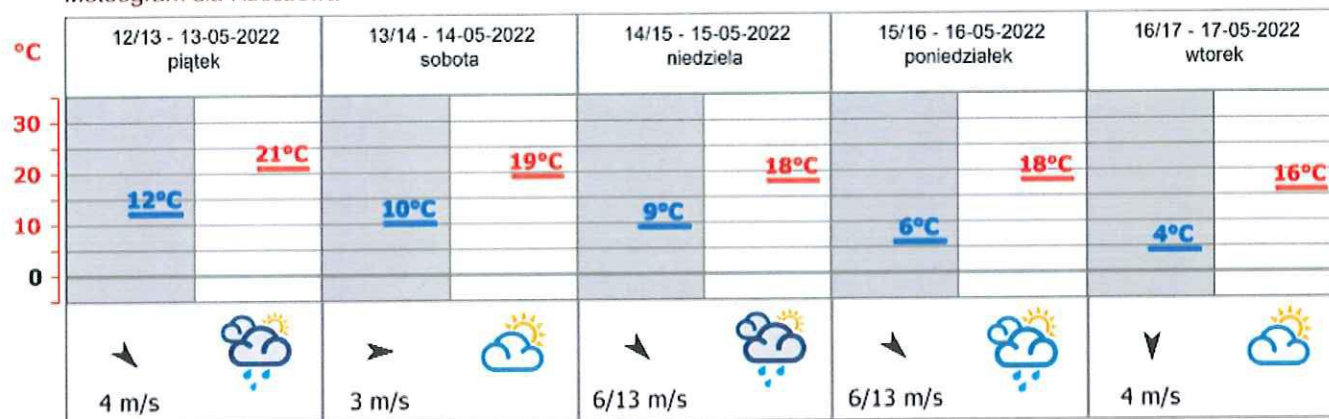 12/13 - 13-05-2022
piątek
13/14 - 14-05-2022
sobota
14/15 - 15-05-2022
niedziela
15/16 - 16-05-2022
poniedziałek
16/17 - 17-05-2022
wtorek
°C
30
20
10
0
21°C
19°C
18°C
18°C
16°C
12°C
10°C
9°C
6°C
4°C
4 m/s
3 m/s
6/13 m/s
6/13 m/s
4 m/s